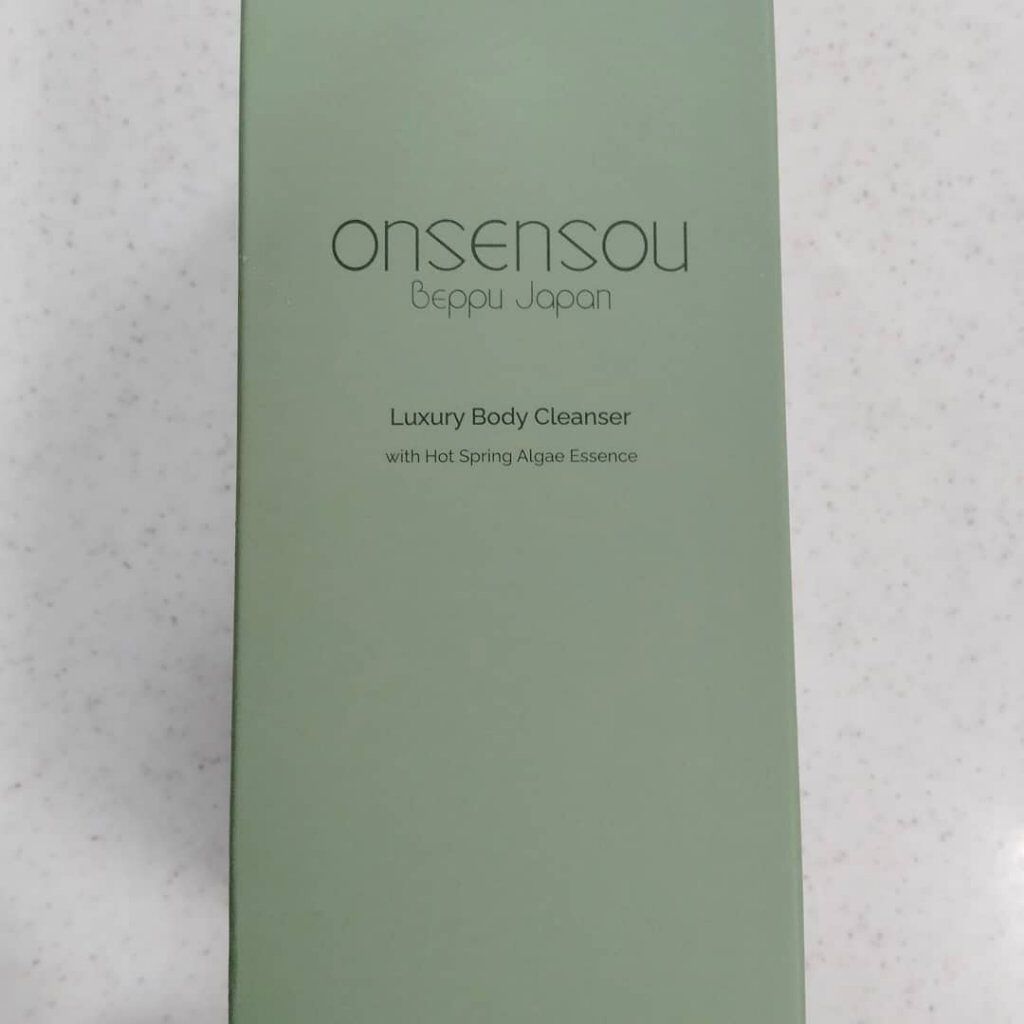 onsensou
Beppu Japan
Luxury Body Cleanser
with Hot Spring Algae Essence